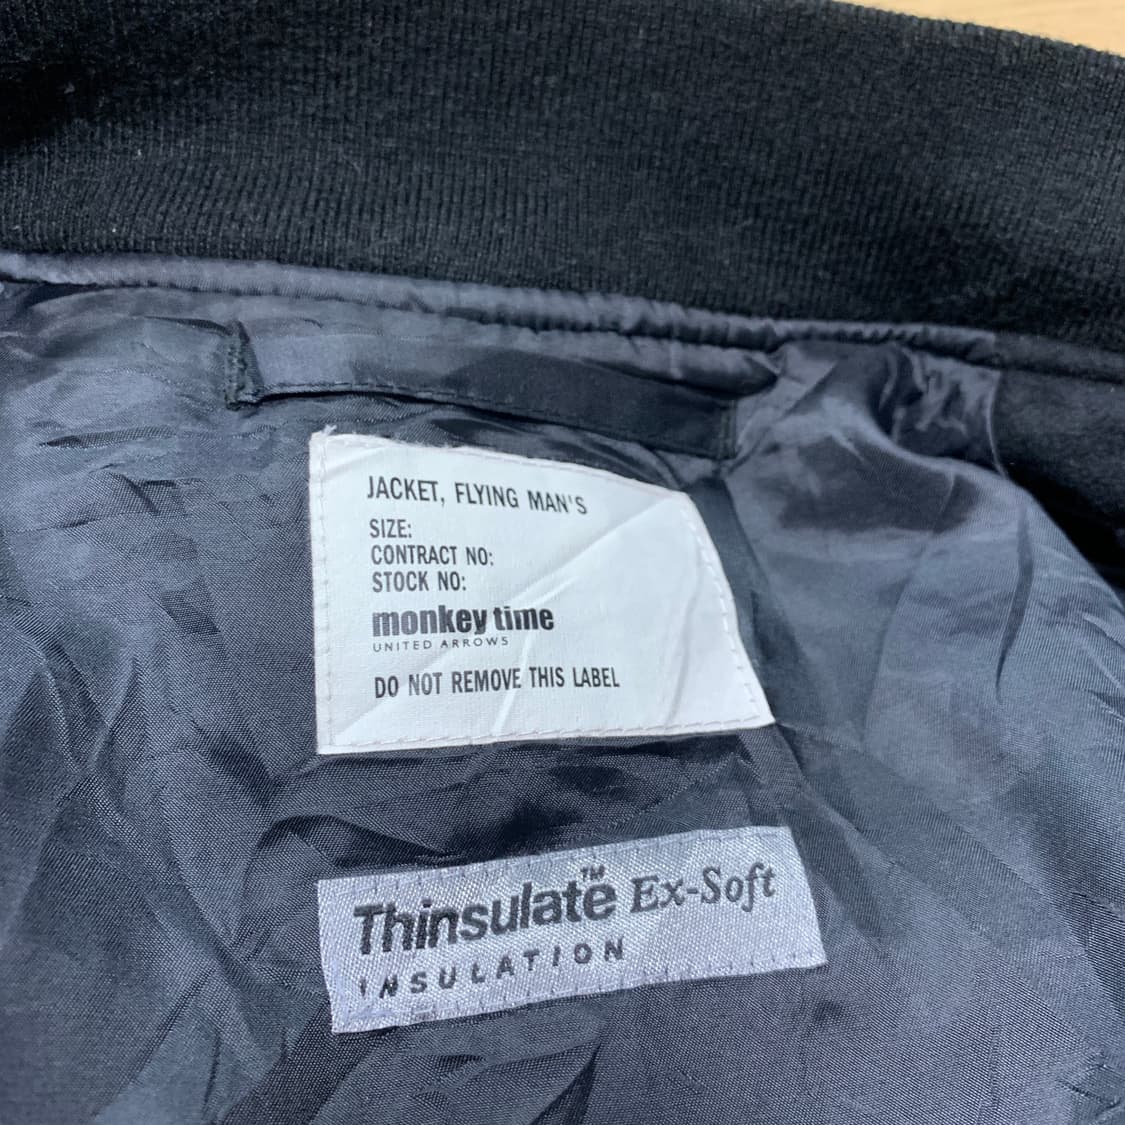 JACKET, FLYING MAN'S
SIZE:
CONTRACT NO:
STOCK NO:
monkey time
UNITED ARROWS
DO NOT REMOVE THIS LABEL
Thinsulate™ Ex-Soft
INSULATION